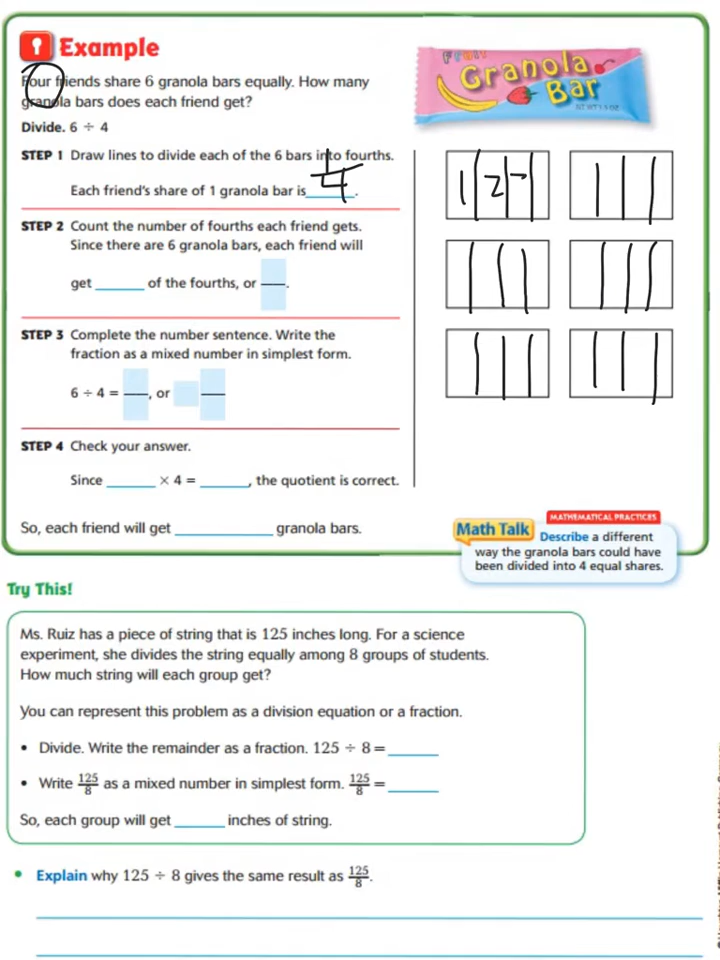 Example
Four friends share 6 granola bars equally. How many
granola bars does each friend get?
Divide. 6 ÷ 4
STEP 1 Draw lines to divide each of the 6 bars into fourths.
Each friend's share of 1 granola bar is 1/4.
STEP 2 Count the number of fourths each friend gets.
Since there are 6 granola bars, each friend will
get ______ of the fourths, or __.
STEP 3 Complete the number sentence. Write the
fraction as a mixed number in simplest form.
6 ÷ 4 = __, or __
STEP 4 Check your answer.
Since ______ × 4 = ______, the quotient is correct.
So, each friend will get ____________ granola bars.
Fruit
Granola
Bar
1 2
MATHEMATICAL PRACTICES
Math Talk Describe a different
way the granola bars could have
been divided into 4 equal shares.
Try This!
Ms. Ruiz has a piece of string that is 125 inches long. For a science
experiment, she divides the string equally among 8 groups of students.
How much string will each group get?
You can represent this problem as a division equation or a fraction.
• Divide. Write the remainder as a fraction. 125 ÷ 8 = ______
• Write 125/8 as a mixed number in simplest form. 125/8 = ______
So, each group will get ______ inches of string.
• Explain why 125 ÷ 8 gives the same result as 125/8.